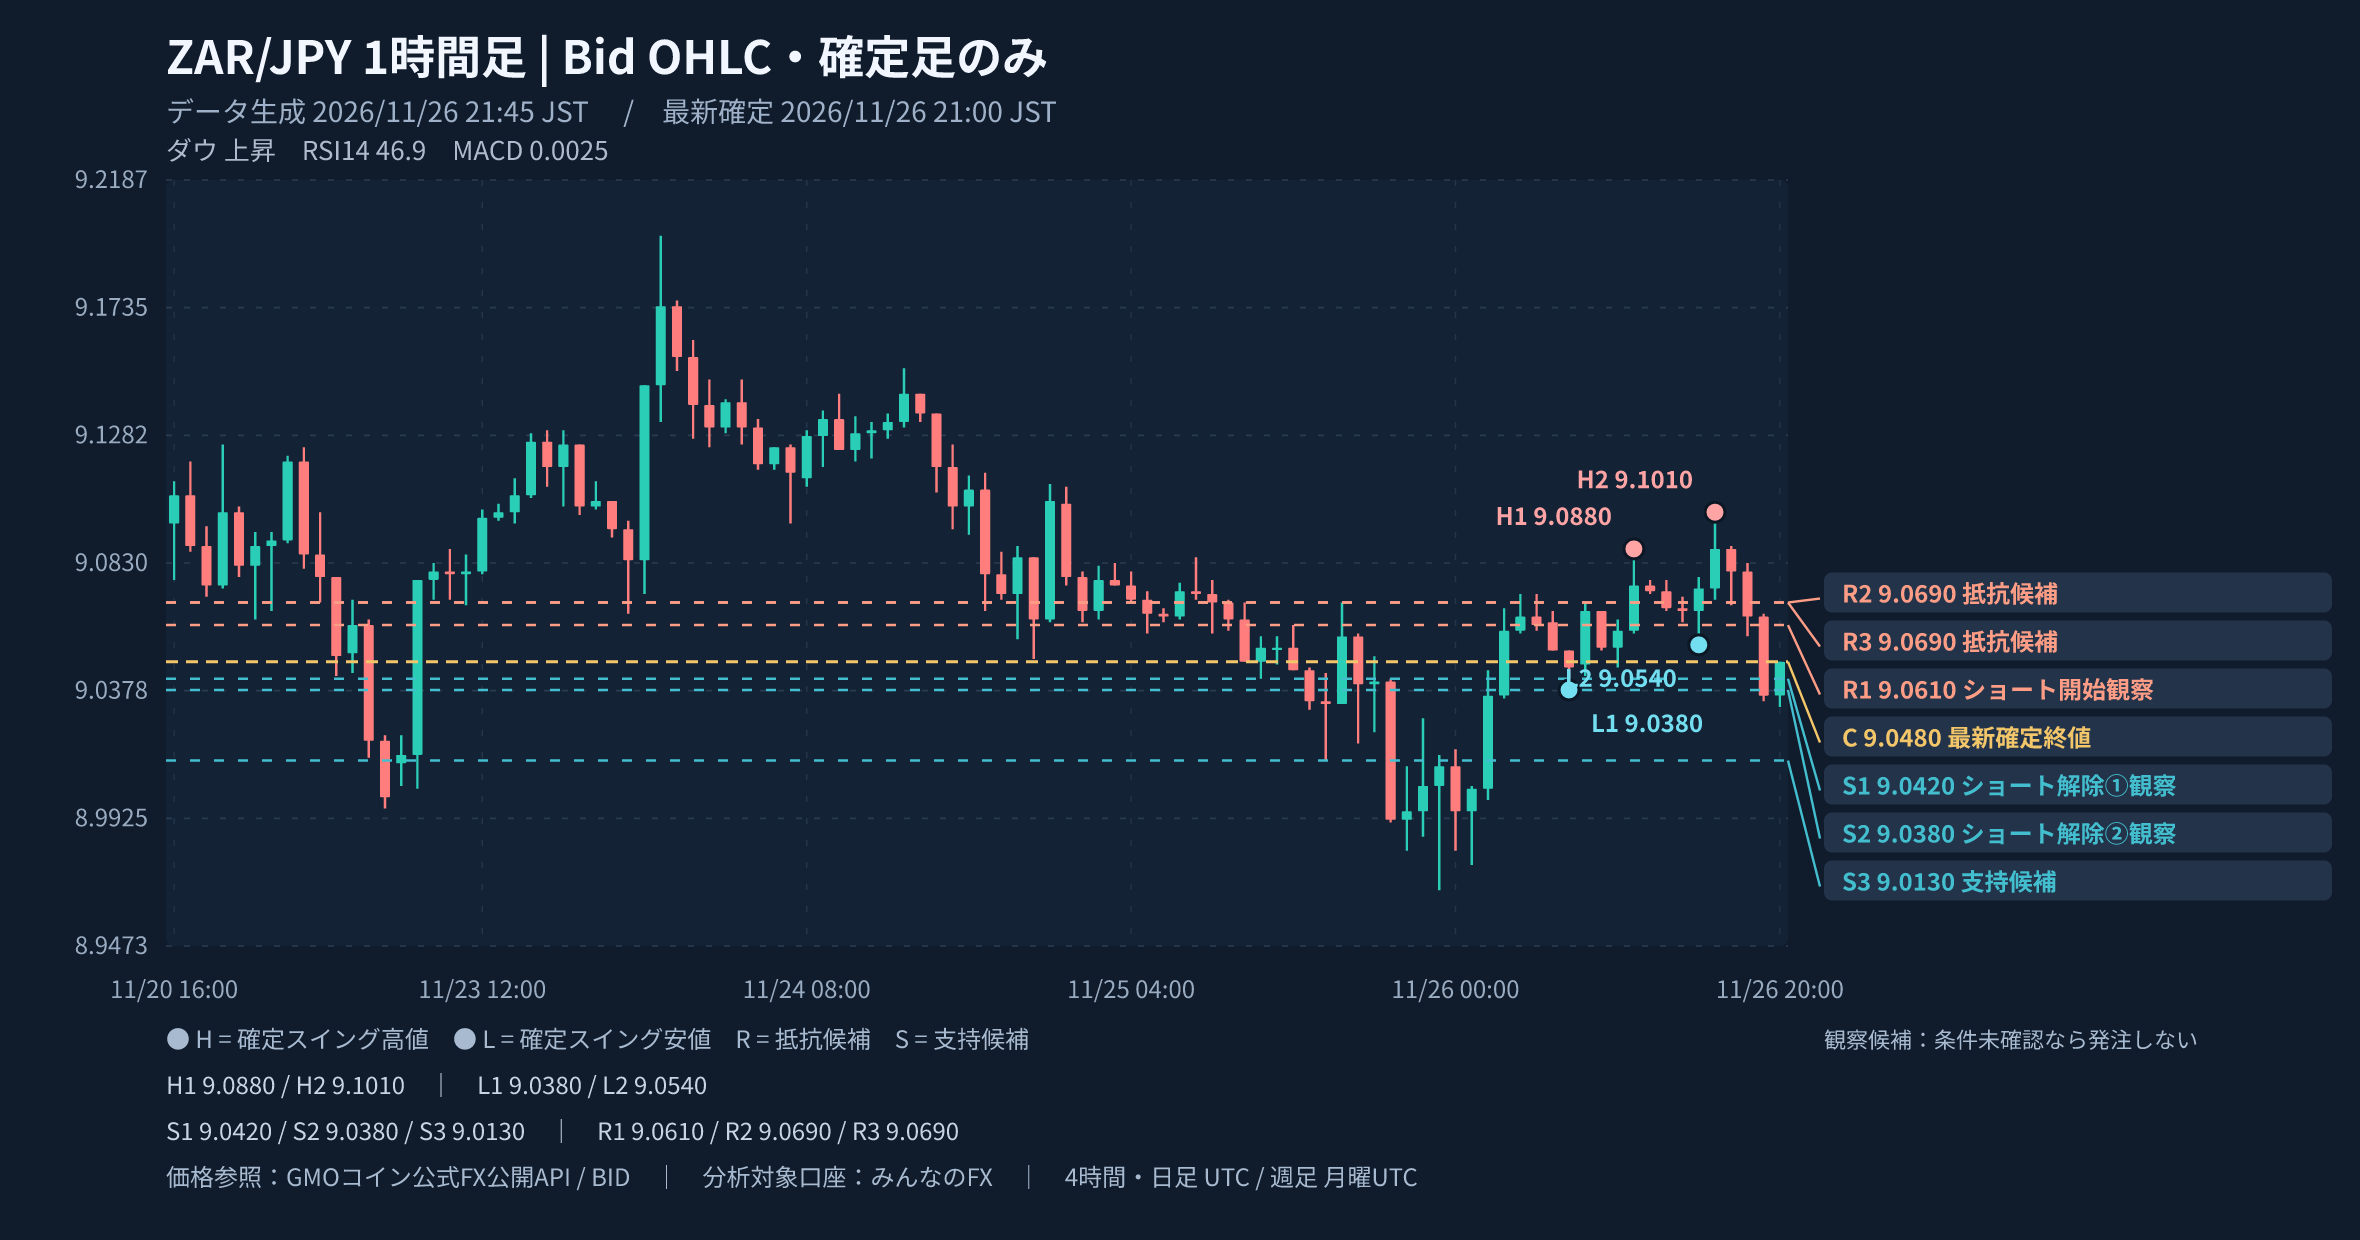 ZAR/JPY 1時間足 | Bid OHLC・確定足のみ
データ生成 2026/11/26 21:45 JST / 最新確定 2026/11/26 21:00 JST
ダウ 上昇 RSI14 46.9 MACD 0.0025
9.2187
9.1735
9.1282
9.0830
9.0378
8.9925
8.9473
H2 9.1010
H1 9.0880
L2 9.0540
L1 9.0380
R2 9.0690 抵抗候補
R3 9.0690 抵抗候補
R1 9.0610 ショート開始観察
C 9.0480 最新確定終値
S1 9.0420 ショート解除①観察
S2 9.0380 ショート解除②観察
S3 9.0130 支持候補
11/20 16:00 11/23 12:00 11/24 08:00 11/25 04:00 11/26 00:00 11/26 20:00
H = 確定スイング高値 L = 確定スイング安値 R = 抵抗候補 S = 支持候補
観察候補：条件未確認なら発注しない
H1 9.0880 / H2 9.1010 ｜ L1 9.0380 / L2 9.0540
S1 9.0420 / S2 9.0380 / S3 9.0130 ｜ R1 9.0610 / R2 9.0690 / R3 9.0690
価格参照：GMOコイン公式FX公開API / BID ｜ 分析対象口座：みんなのFX ｜ 4時間・日足 UTC / 週足 月曜UTC